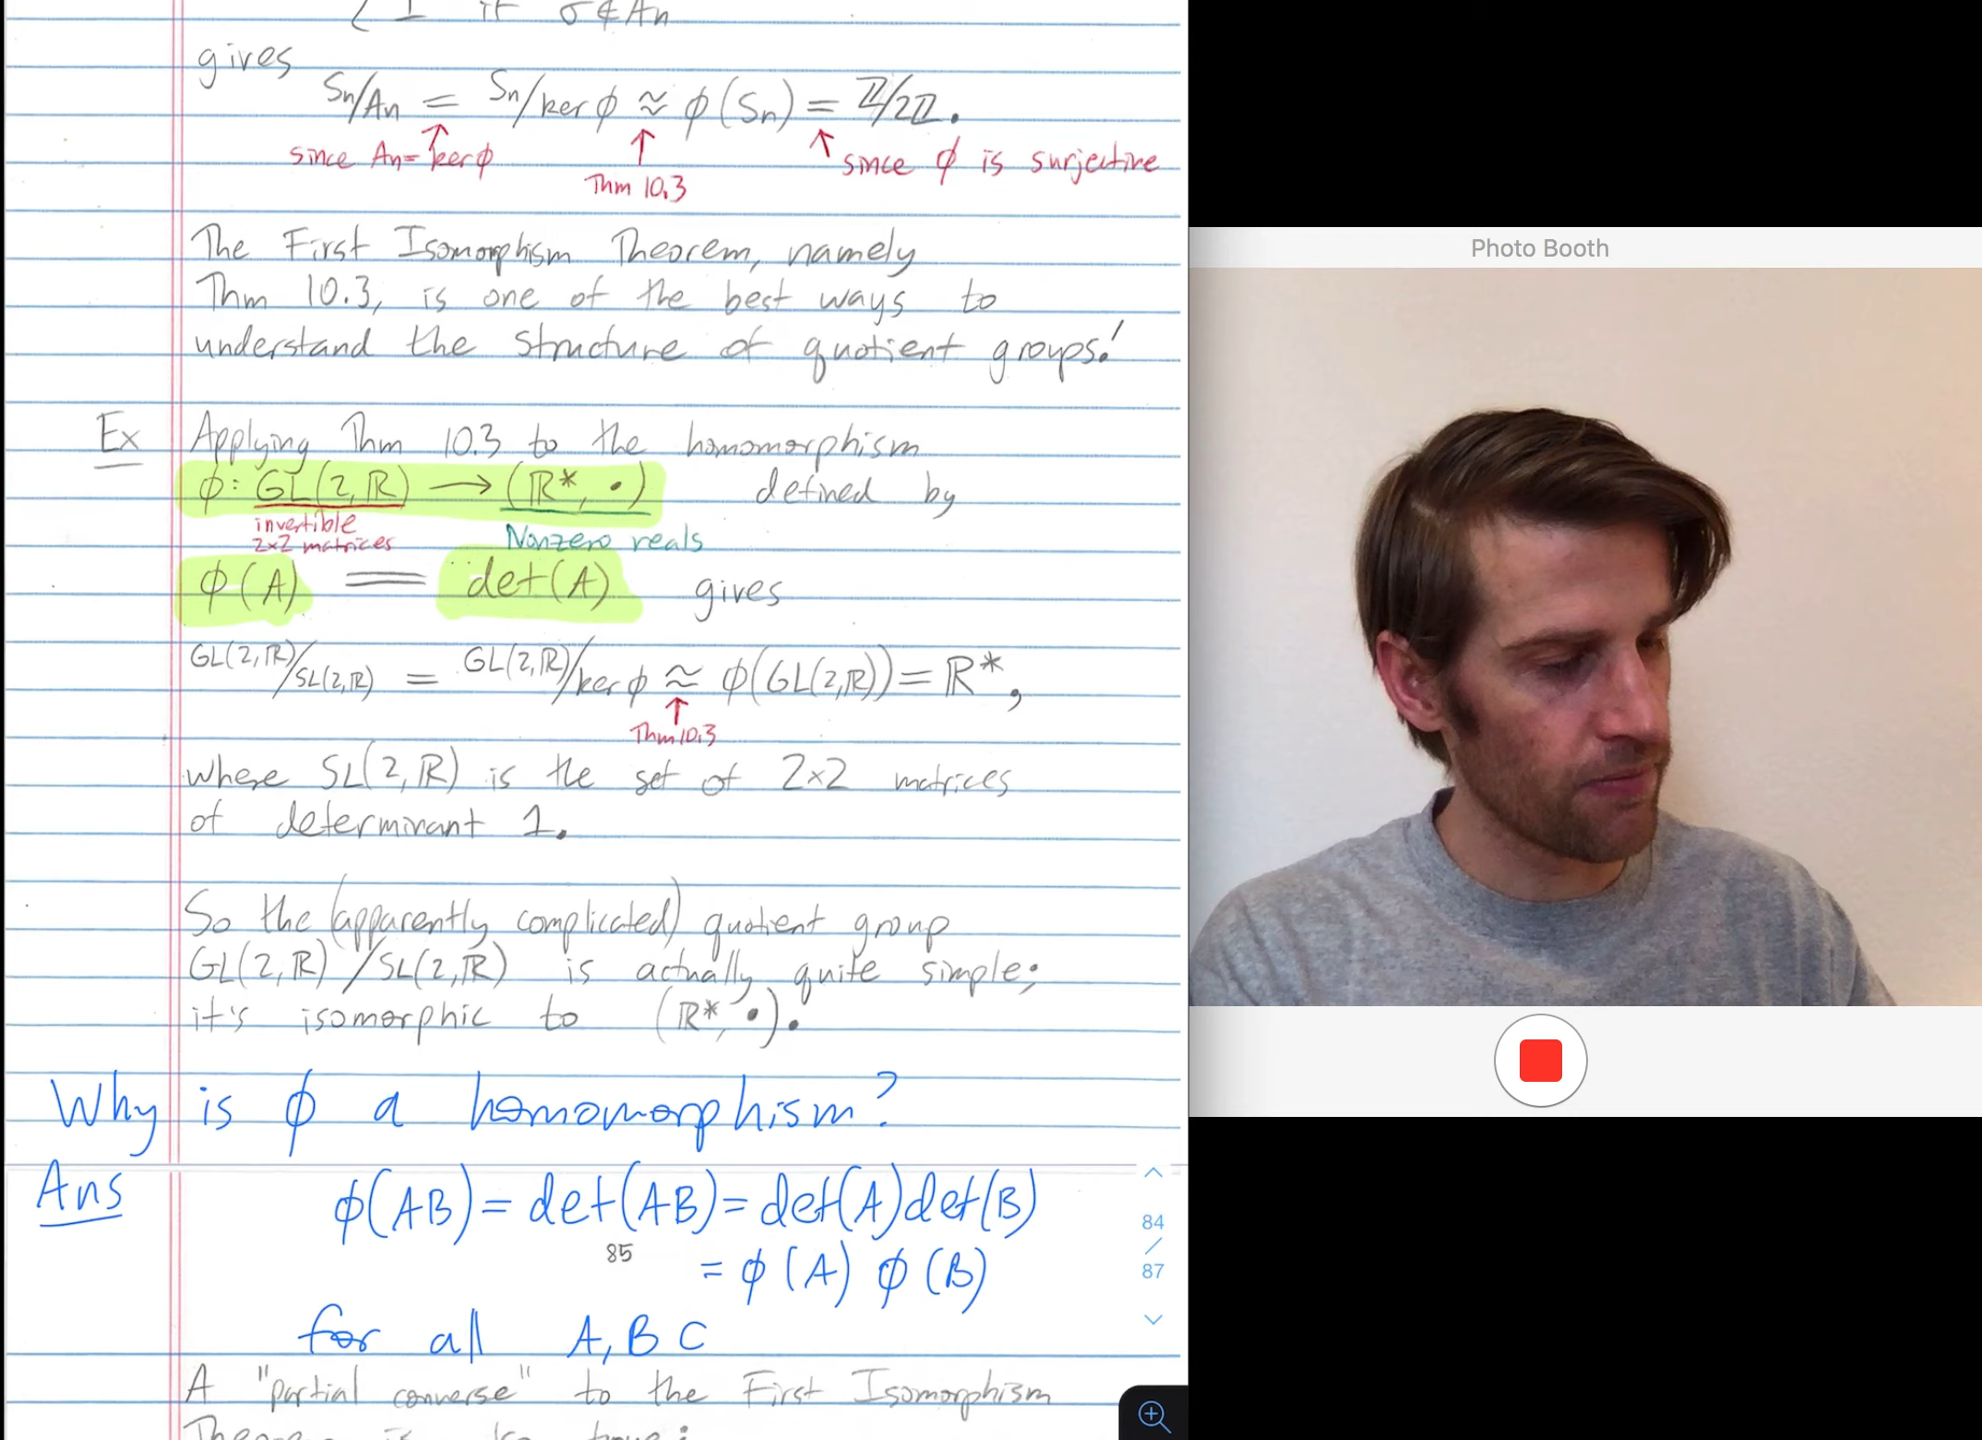 1 if σ∉An
gives
Sn/An = Sn/ker ϕ ≈ ϕ(Sn) = ℤ/2ℤ.
since An=ker ϕ
Thm 10.3
since ϕ is surjective
The First Isomorphism Theorem, namely
Thm 10.3, is one of the best ways to
understand the structure of quotient groups!
Ex Applying Thm 10.3 to the homomorphism
ϕ: GL(2,ℝ) → (ℝ*, •) defined by
invertible
2x2 matrices
Nonzero reals
ϕ(A) = det(A) gives
GL(2,ℝ)/SL(2,ℝ) = GL(2,ℝ)/ker ϕ ≈ ϕ(GL(2,ℝ)) = ℝ*,
Thm 10.3
where SL(2,ℝ) is the set of 2×2 matrices
of determinant 1.
So the (apparently complicated) quotient group
GL(2,ℝ)/SL(2,ℝ) is actually quite simple;
it's isomorphic to (ℝ*, •).
Why is ϕ a homomorphism?
Ans ϕ(AB) = det(AB) = det(A)det(B)
85
= ϕ(A) ϕ(B)
for all A, B C
A "partial converse" to the First Isomorphism
84
/
87
Photo Booth